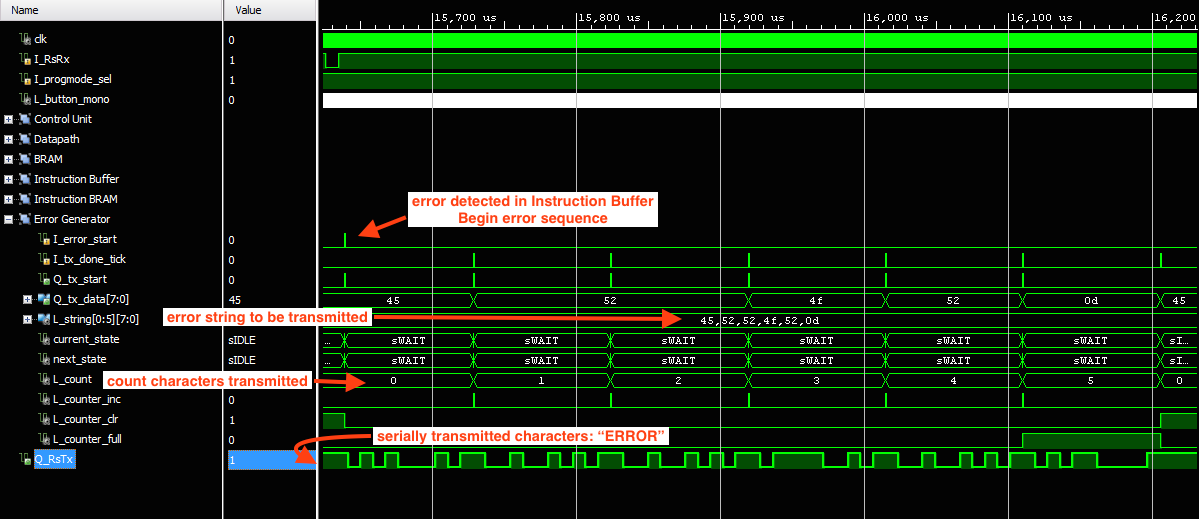 Name Value
15,700 us 15,800 us 15,900 us 16,000 us 16,100 us 16,200
clk 0
I_RsRx 1
I_progmode_sel 1
L_button_mono 0
Control Unit
Datapath
BRAM
Instruction Buffer
Instruction BRAM
error detected in Instruction Buffer
Begin error sequence
Error Generator
I_error_start 0
I_tx_done_tick 0
Q_tx_start 0
Q_tx_data[7:0] 45 45 52 4f 52 0d 45
L_string[0:5][7:0] error string to be transmitted 45,52,52,4f,52,0d
current_state sIDLE ... sWAIT sWAIT sWAIT sWAIT sWAIT sWAIT sI...
next_state sIDLE ... sWAIT sWAIT sWAIT sWAIT sWAIT sWAIT sI...
L_count count characters transmitted 0 1 2 3 4 5 0
L_counter_inc 0
L_counter_clr 1
L_counter_full 0 serially transmitted characters: “ERROR”
Q_RsTx 1